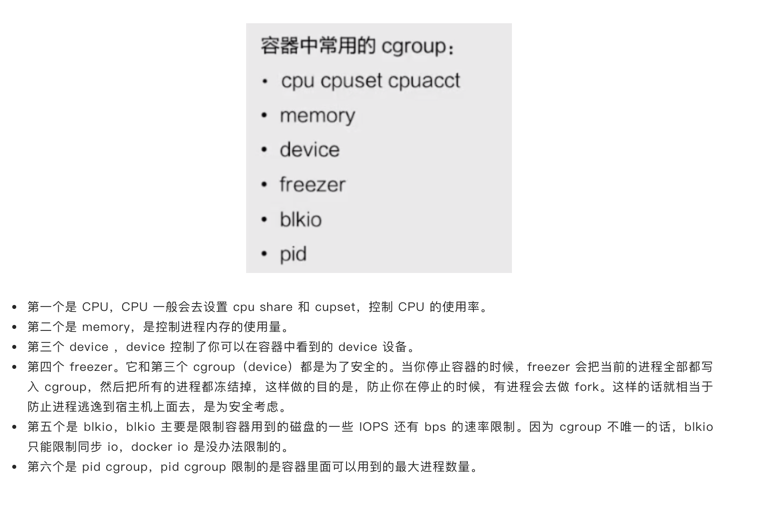 容器中常用的 cgroup：
• cpu cpuset cpuacct
• memory
• device
• freezer
• blkio
• pid
• 第一个是 CPU，CPU 一般会去设置 cpu share 和 cupset，控制 CPU 的使用率。
• 第二个是 memory，是控制进程内存的使用量。
• 第三个 device ，device 控制了你可以在容器中看到的 device 设备。
• 第四个 freezer。它和第三个 cgroup（device）都是为了安全的。当你停止容器的时候，freezer 会把当前的进程全部都写
入 cgroup，然后把所有的进程都冻结掉，这样做的目的是，防止你在停止的时候，有进程会去做 fork。这样的话就相当于
防止进程逃逸到宿主机上面去，是为安全考虑。
• 第五个是 blkio，blkio 主要是限制容器用到的磁盘的一些 IOPS 还有 bps 的速率限制。因为 cgroup 不唯一的话，blkio
只能限制同步 io，docker io 是没办法限制的。
• 第六个是 pid cgroup，pid cgroup 限制的是容器里面可以用到的最大进程数量。